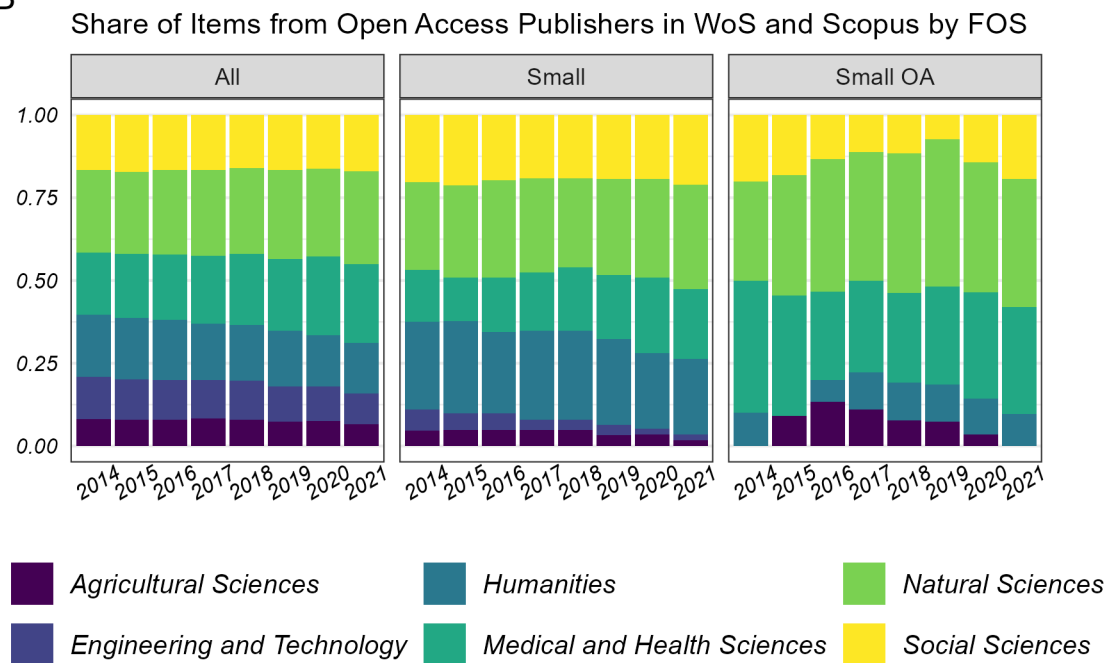 Share of Items from Open Access Publishers in WoS and Scopus by FOS
All Small Small OA
1.00
0.75
0.50
0.25
0.00
2014 2015 2016 2017 2018 2019 2020 2021 2014 2015 2016 2017 2018 2019 2020 2021 2014 2015 2016 2017 2018 2019 2020 2021
Agricultural Sciences Humanities Natural Sciences
Engineering and Technology Medical and Health Sciences Social Sciences